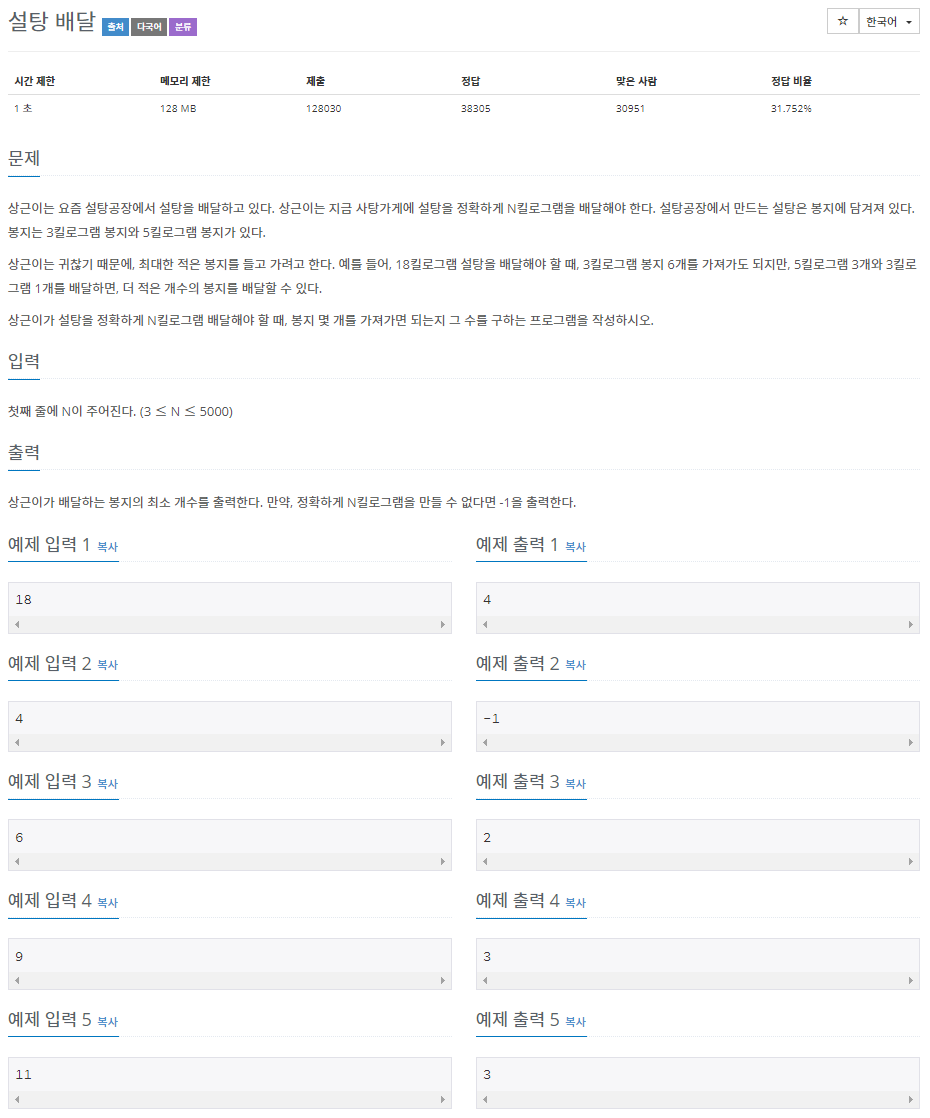 설탕 배달 출처 다국어 분류
☆ 한국어
시간 제한 메모리 제한 제출 정답 맞은 사람 정답 비율
1 초 128 MB 128030 38305 30951 31.752%
문제
상근이는 요즘 설탕공장에서 설탕을 배달하고 있다. 상근이는 지금 사탕가게에 설탕을 정확하게 N킬로그램을 배달해야 한다. 설탕공장에서 만드는 설탕은 봉지에 담겨져 있다.
봉지는 3킬로그램 봉지와 5킬로그램 봉지가 있다.
상근이는 귀찮기 때문에, 최대한 적은 봉지를 들고 가려고 한다. 예를 들어, 18킬로그램 설탕을 배달해야 할 때, 3킬로그램 봉지 6개를 가져가도 되지만, 5킬로그램 3개와 3킬로
그램 1개를 배달하면, 더 적은 개수의 봉지를 배달할 수 있다.
상근이가 설탕을 정확하게 N킬로그램 배달해야 할 때, 봉지 몇 개를 가져가면 되는지 그 수를 구하는 프로그램을 작성하시오.
입력
첫째 줄에 N이 주어진다. (3 ≤ N ≤ 5000)
출력
상근이가 배달하는 봉지의 최소 개수를 출력한다. 만약, 정확하게 N킬로그램을 만들 수 없다면 -1을 출력한다.
예제 입력 1 복사
예제 출력 1 복사
18
4
예제 입력 2 복사
예제 출력 2 복사
4
-1
예제 입력 3 복사
예제 출력 3 복사
6
2
예제 입력 4 복사
예제 출력 4 복사
9
3
예제 입력 5 복사
예제 출력 5 복사
11
3